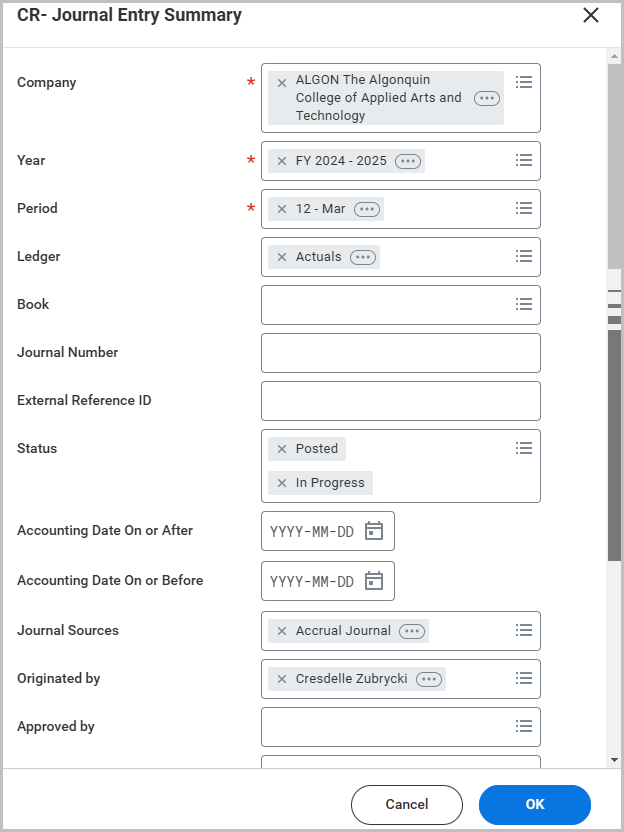 CR- Journal Entry Summary
Company *
ALGON The Algonquin
College of Applied Arts and
Technology
Year * FY 2024 - 2025
Period * 12 - Mar
Ledger Actuals
Book
Journal Number
External Reference ID
Status Posted
In Progress
Accounting Date On or After YYYY-MM-DD
Accounting Date On or Before YYYY-MM-DD
Journal Sources Accrual Journal
Originated by Cresdelle Zubrycki
Approved by
Cancel OK